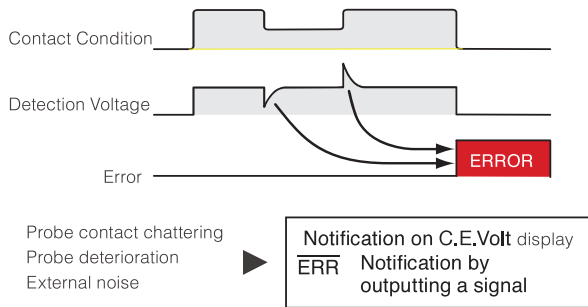 Contact Condition
Detection Voltage
Error
ERROR
Probe contact chattering
Probe deterioration
External noise
Notification on C.E.Volt display
ERR Notification by
outputting a signal